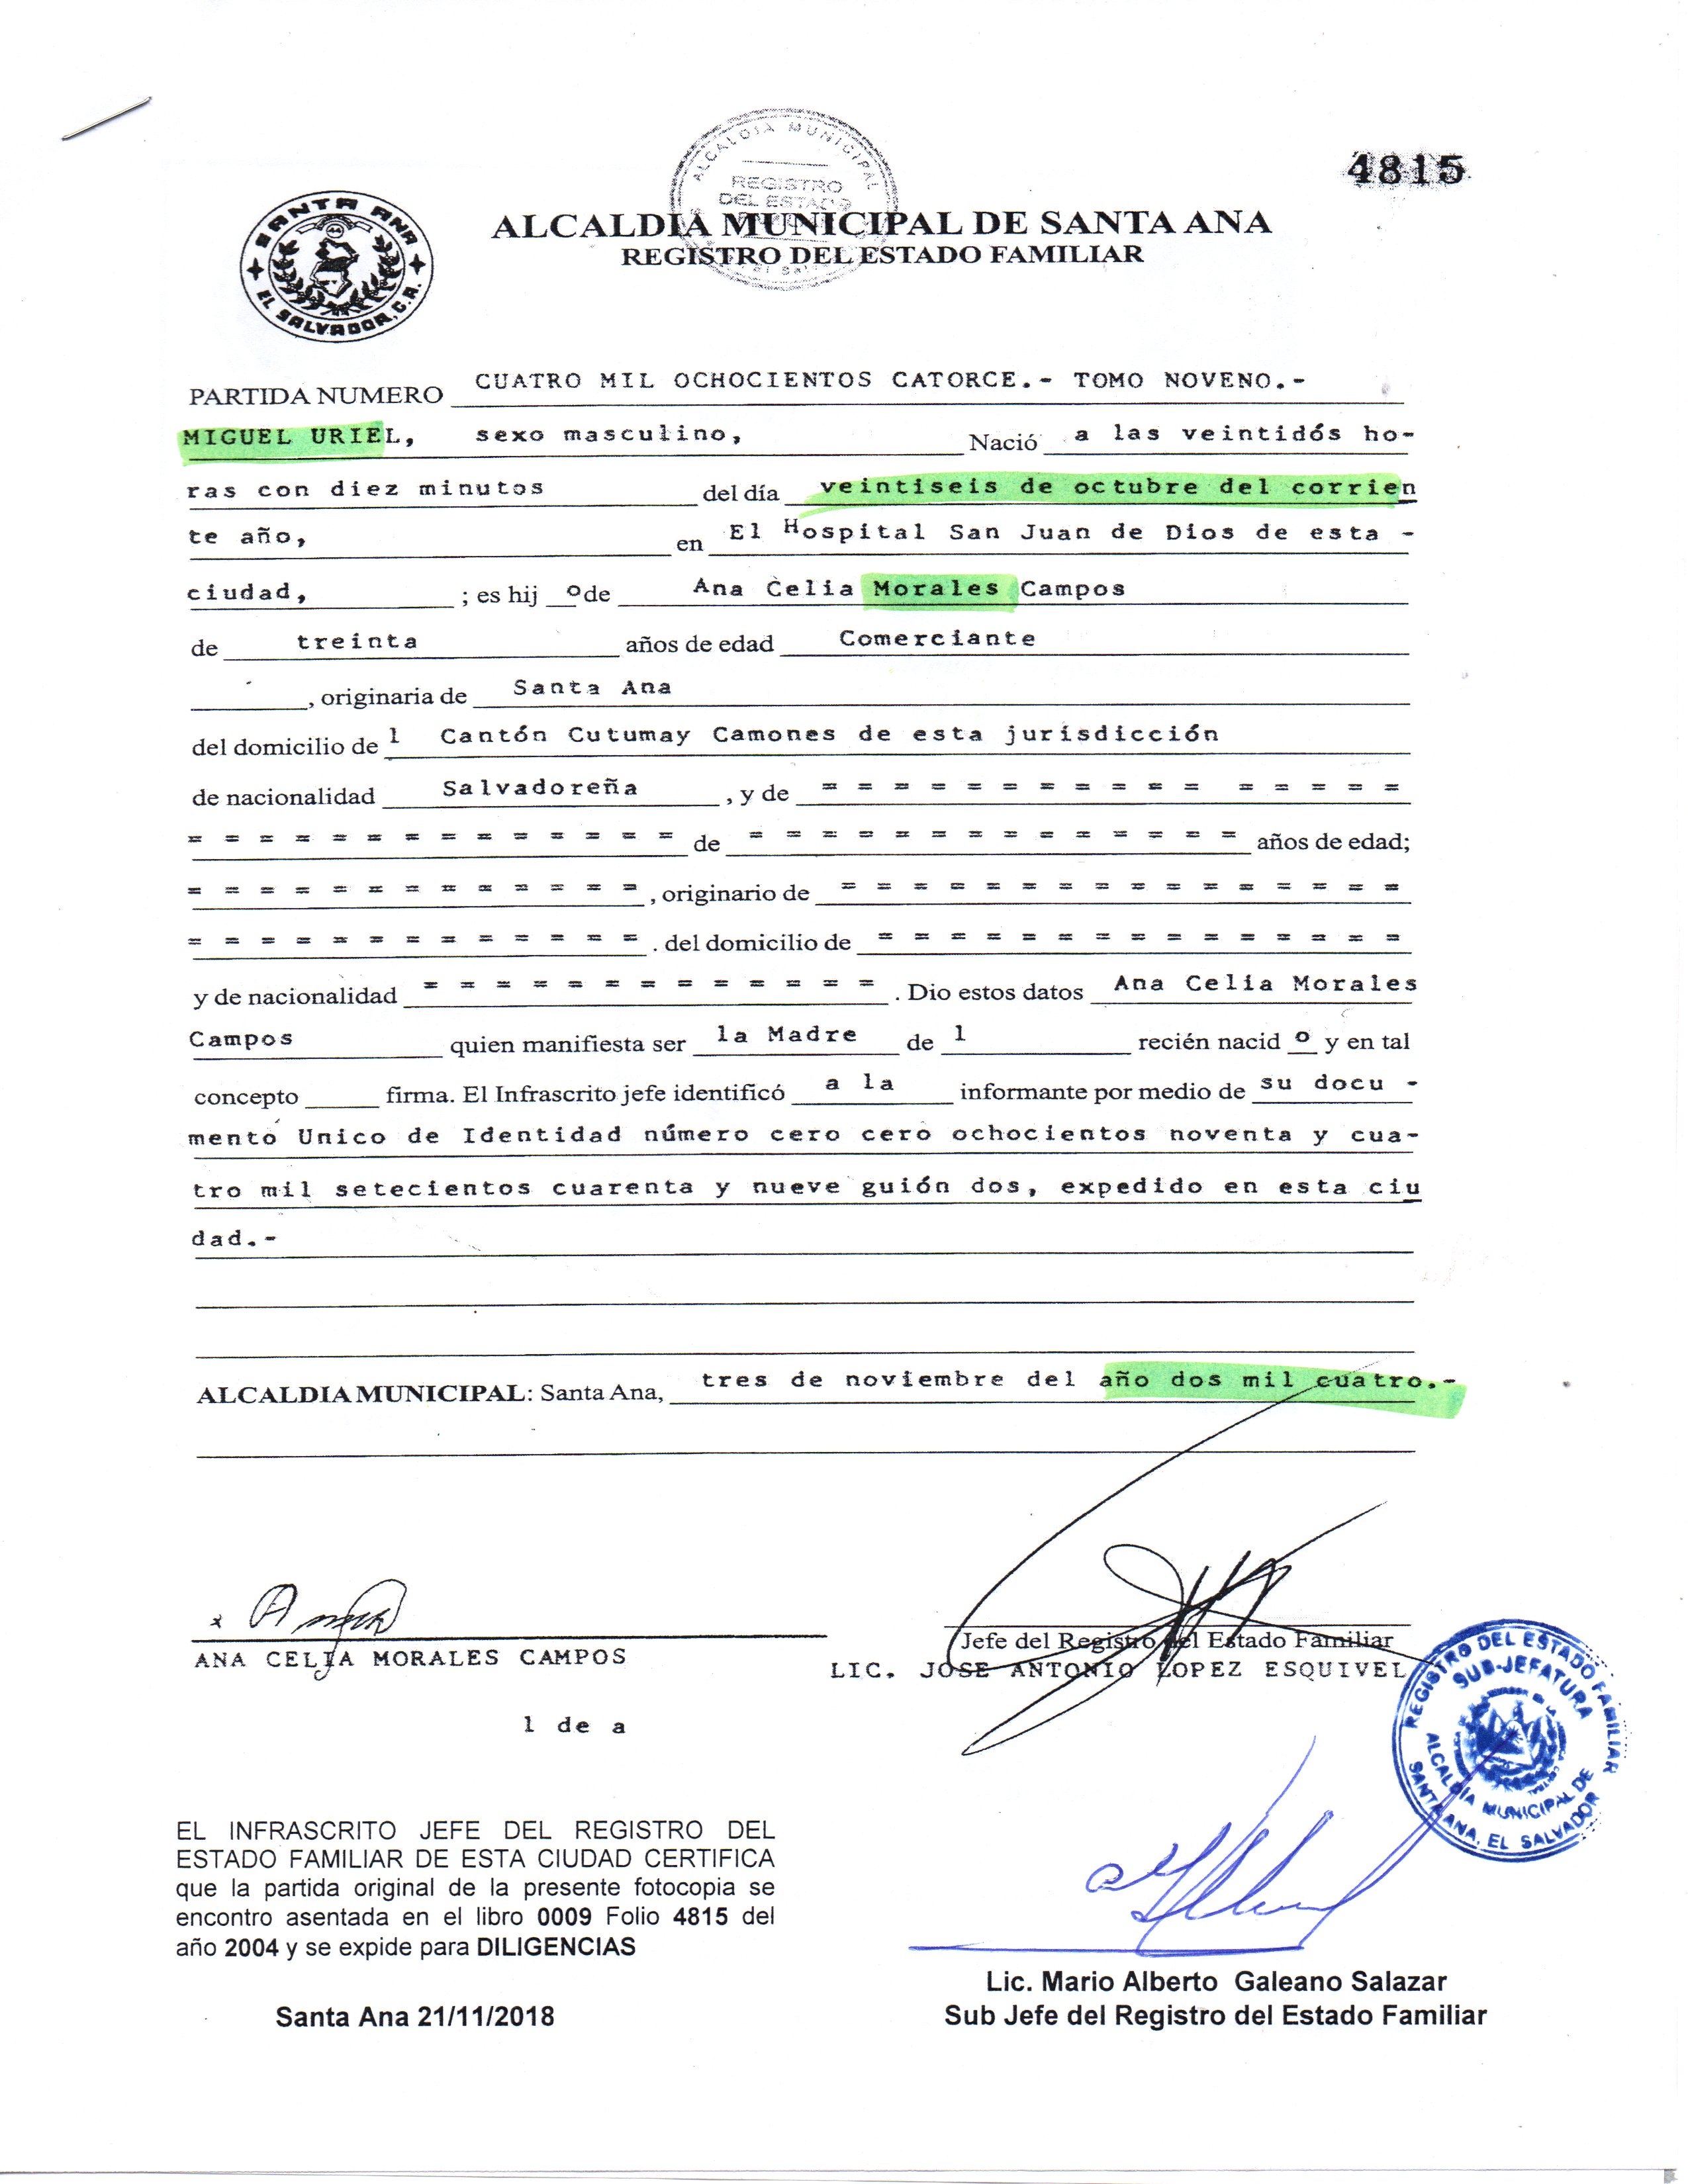 ALCALDIA MUNICIPAL
REGISTRO
DEL ESTADO
4815
SANTA ANA
EL SALVADOR, C.A.
ALCALDIA MUNICIPAL DE SANTA ANA
REGISTRO DEL ESTADO FAMILIAR
PARTIDA NUMERO CUATRO MIL OCHOCIENTOS CATORCE.- TOMO NOVENO.-
MIGUEL URIEL, sexo masculino, Nació a las veintidós ho-
ras con diez minutos del día veintiseis de octubre del corrien
te año, en El Hospital San Juan de Dios de esta -
ciudad, ; es hij o de Ana Celia Morales Campos
de treinta años de edad Comerciante
, originaria de Santa Ana
del domicilio de l Cantón Cutumay Camones de esta jurisdicción
de nacionalidad Salvadoreña , y de = = = = = = = = = = = = = = = =
= = = = = = = = = = = = = = de = = = = = = = = = = = = = = años de edad;
= = = = = = = = = = = = = , originario de = = = = = = = = = = = = = = = =
= = = = = = = = = = = = = . del domicilio de = = = = = = = = = = = = = = =
y de nacionalidad = = = = = = = = = = = = = . Dio estos datos Ana Celia Morales
Campos quien manifiesta ser la Madre de l recién nacid o y en tal
concepto firma. El Infrascrito jefe identificó a la informante por medio de su docu -
mento Unico de Identidad número cero cero ochocientos noventa y cua-
tro mil setecientos cuarenta y nueve guión dos, expedido en esta ciu
dad.-
ALCALDIA MUNICIPAL: Santa Ana, tres de noviembre del año dos mil cuatro.-
ANA CELIA MORALES CAMPOS
Jefe del Registro del Estado Familiar
LIC. JOSE ANTONIO LOPEZ ESQUIVEL
l de a
REGISTRO DEL ESTADO FAMILIAR
SUB-JEFATURA
ALCALDÍA MUNICIPAL DE
SANTA ANA, EL SALVADOR
EL INFRASCRITO JEFE DEL REGISTRO DEL
ESTADO FAMILIAR DE ESTA CIUDAD CERTIFICA
que la partida original de la presente fotocopia se
encontro asentada en el libro 0009 Folio 4815 del
año 2004 y se expide para DILIGENCIAS
Santa Ana 21/11/2018
Lic. Mario Alberto Galeano Salazar
Sub Jefe del Registro del Estado Familiar